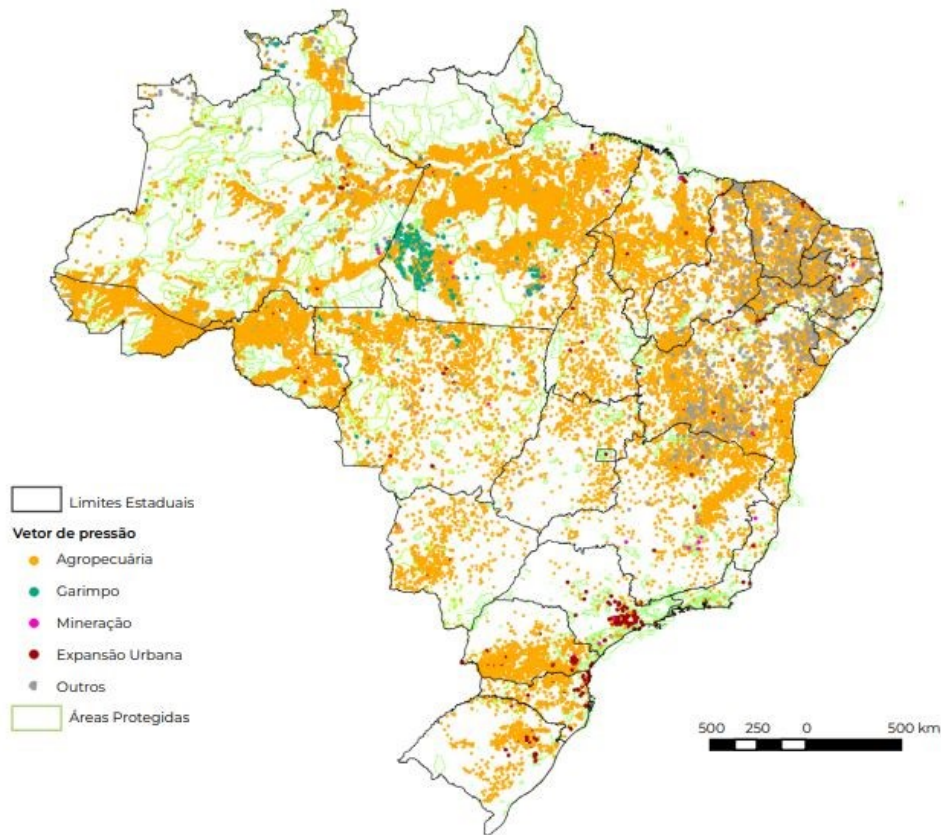 Limites Estaduais
Vetor de pressão
Agropecuária
Garimpo
Mineração
Expansão Urbana
Outros
Áreas Protegidas
500 250 0 500 km